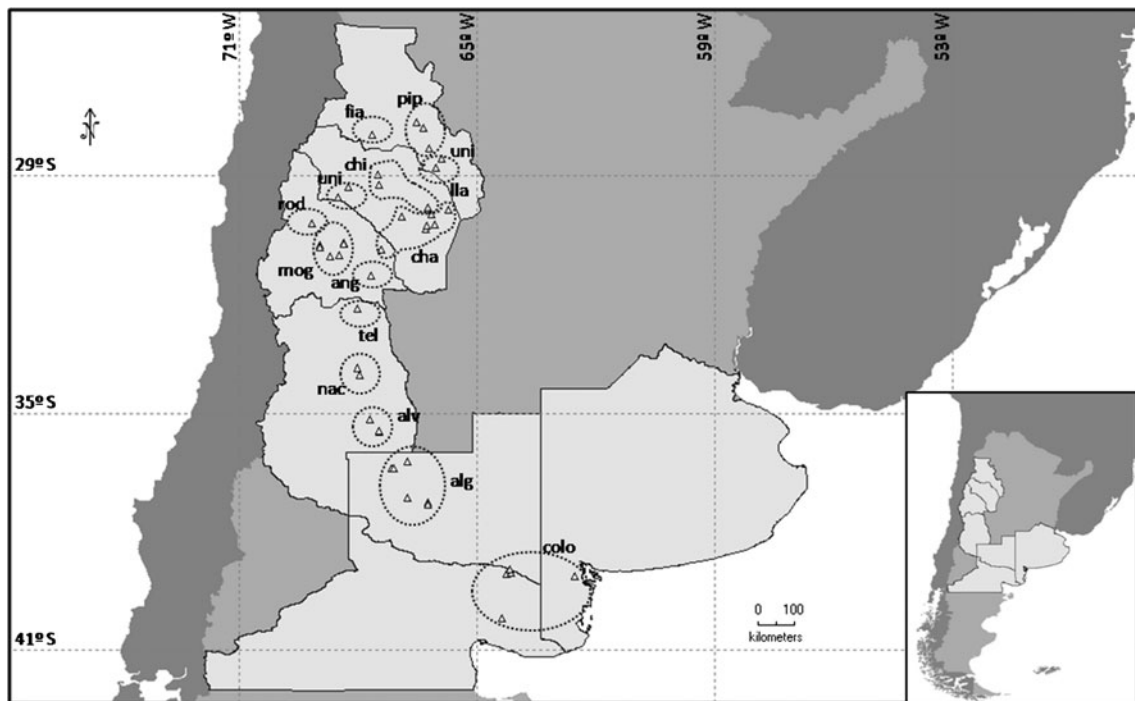 71º W
65º W
59º W
53º W
N
fia
pip
29º S
chi
uni
uni
lla
rod
cha
mog
ang
tel
nac
35º S
alv
alg
colo
0 100
kilometers
41º S